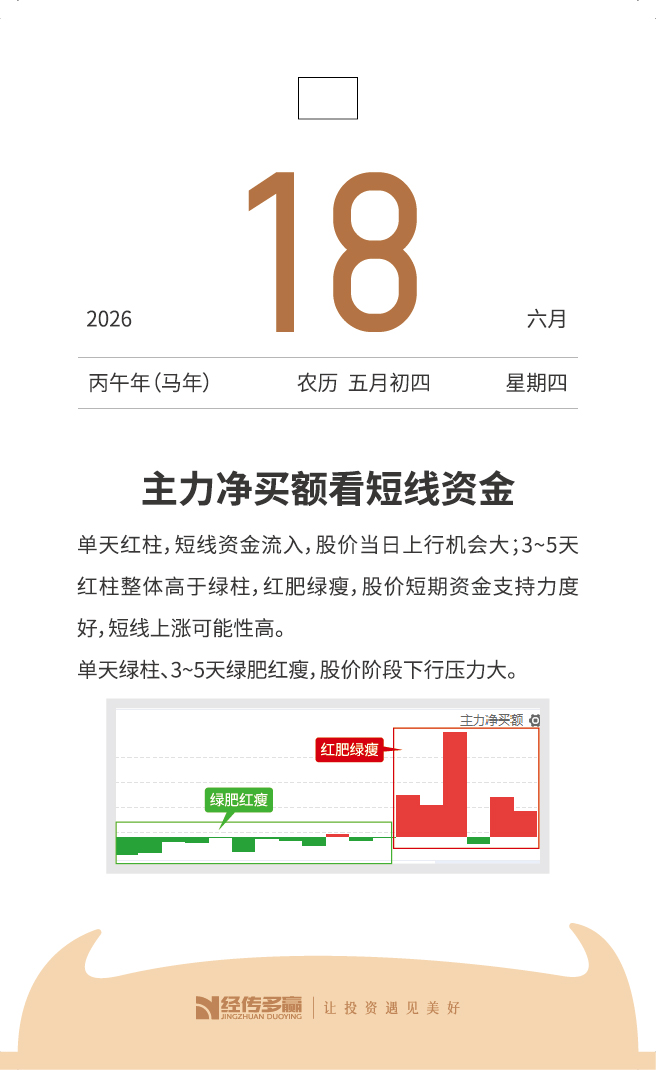 18
2026
六月
丙午年（马年）
农历 五月初四
星期四
主力净买额看短线资金
单天红柱，短线资金流入，股价当日上行机会大；3~5天
红柱整体高于绿柱，红肥绿瘦，股价短期资金支持力度
好，短线上涨可能性高。
单天绿柱、3~5天绿肥红瘦，股价阶段下行压力大。
主力净买额
红肥绿瘦
绿肥红瘦
经传多赢
JINGZHUAN DUOYING
让投资遇见美好